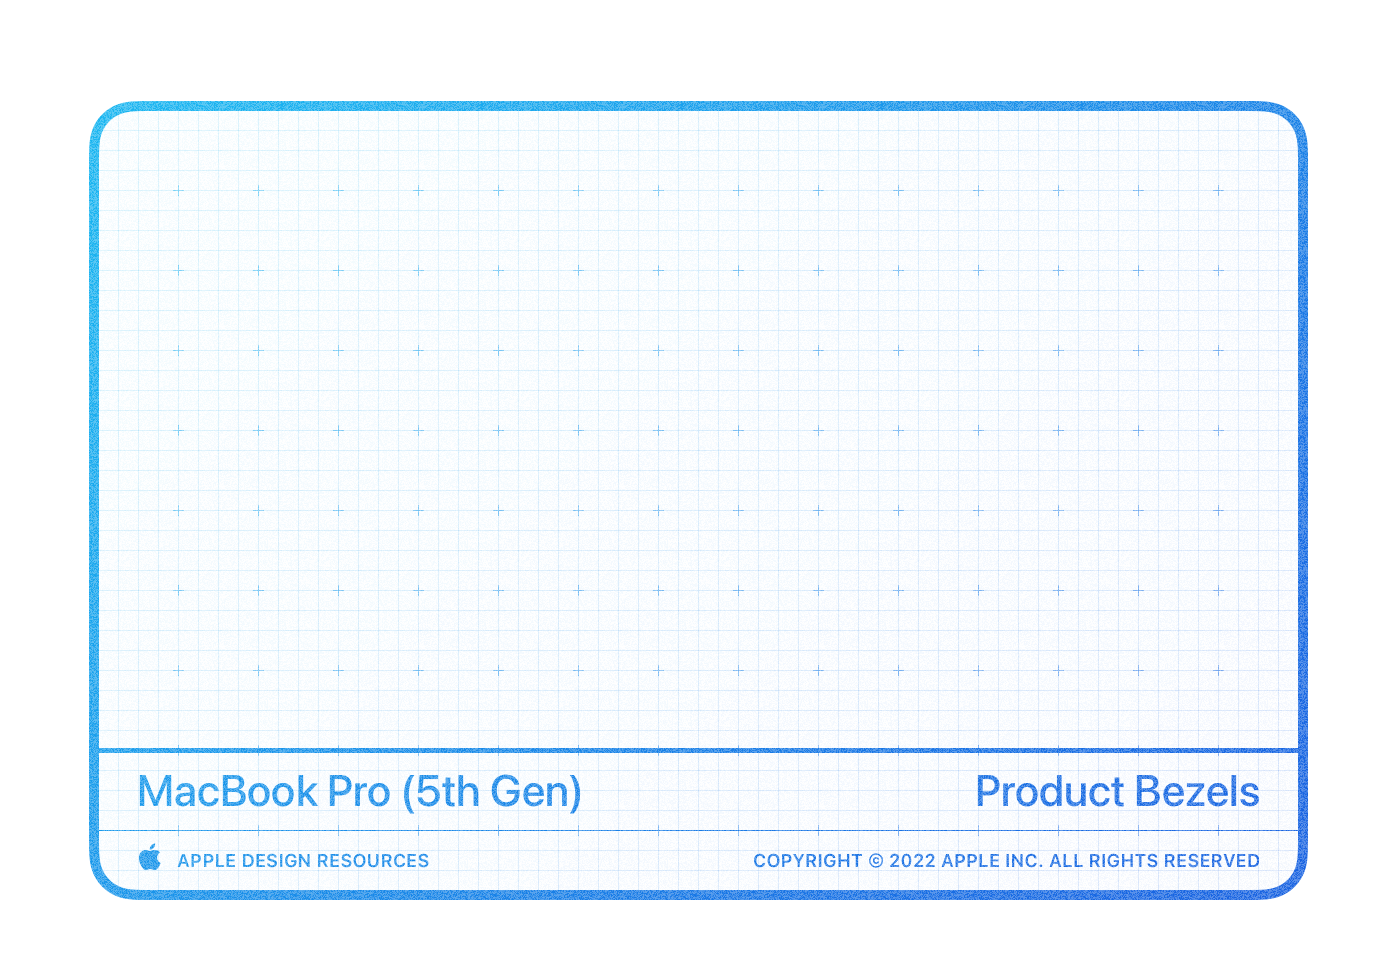 MacBook Pro (5th Gen)
Product Bezels
APPLE DESIGN RESOURCES
COPYRIGHT © 2022 APPLE INC. ALL RIGHTS RESERVED